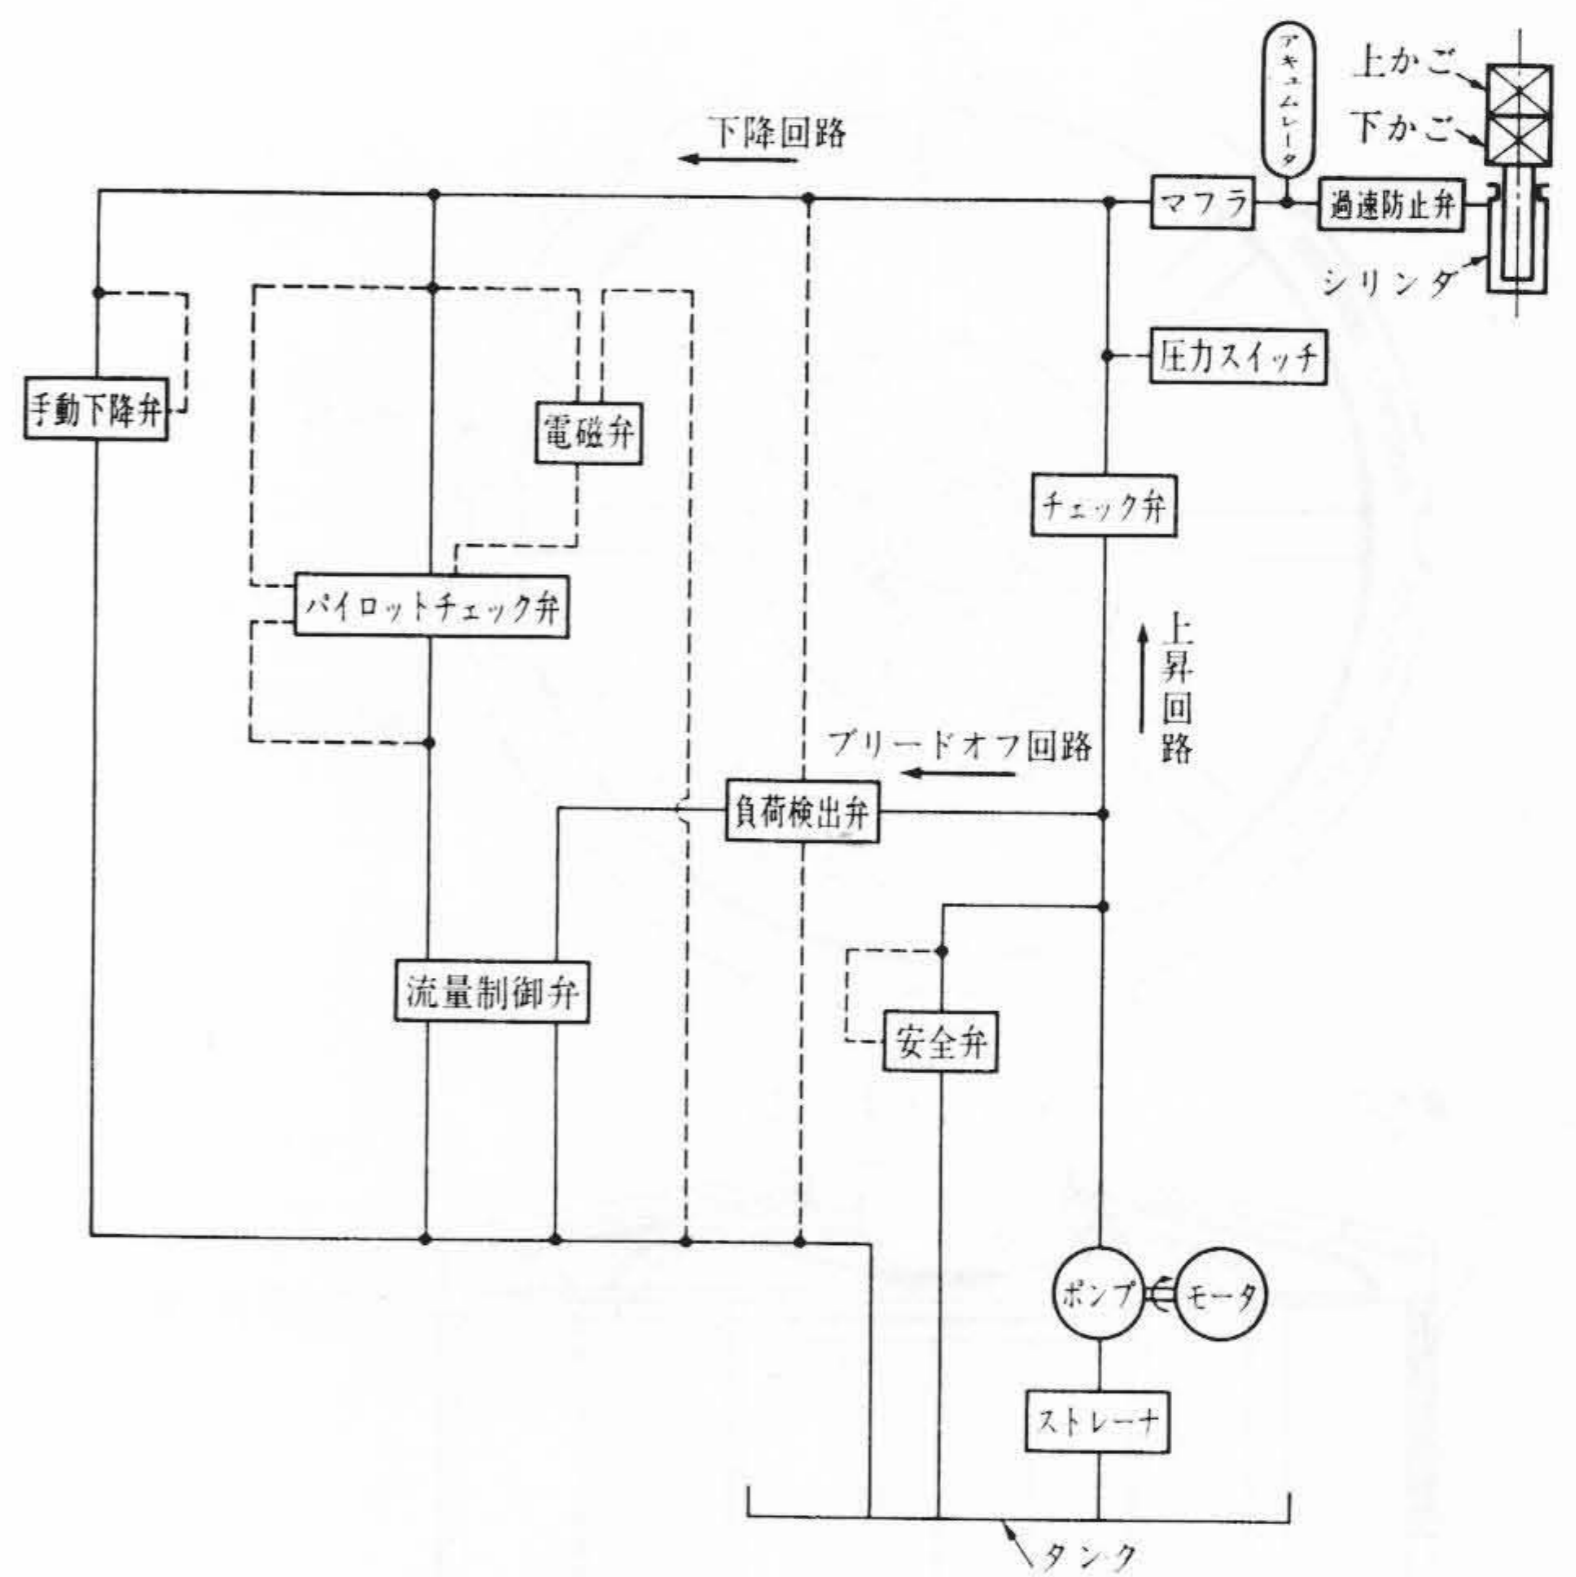 アキュムレータ
上かご
下かご
下降回路
マフラ
過速防止弁
シリンダ
圧力スイッチ
手動下降弁
電磁弁
チェック弁
パイロットチェック弁
上昇回路
ブリードオフ回路
負荷検出弁
流量制御弁
安全弁
ポンプ
モータ
ストレーナ
タンク